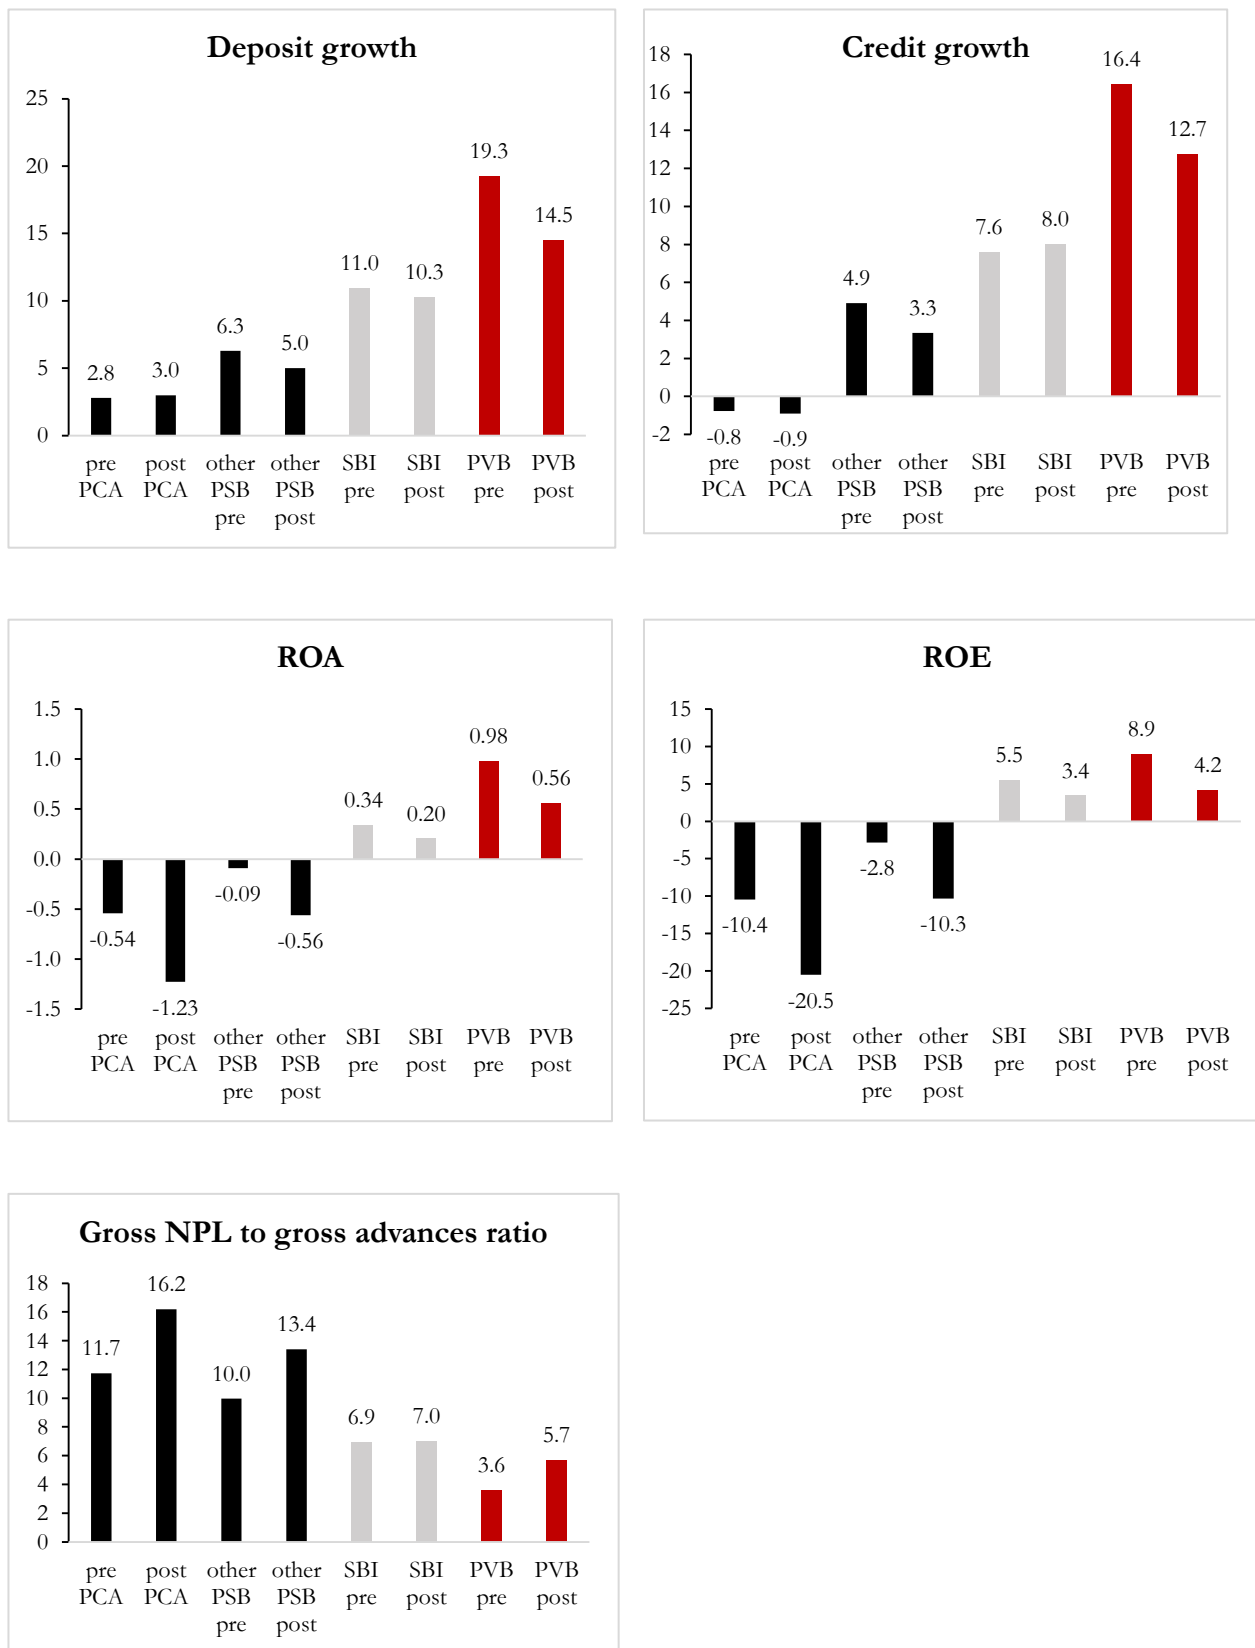 Deposit growth
25
20
15
10
5
0
2.8
3.0
6.3
5.0
11.0
10.3
19.3
14.5
pre PCA
post PCA
other PSB pre
other PSB post
SBI pre
SBI post
PVB pre
PVB post
Credit growth
18
16
14
12
10
8
6
4
2
0
-2
-0.8
-0.9
4.9
3.3
7.6
8.0
16.4
12.7
pre PCA
post PCA
other PSB pre
other PSB post
SBI pre
SBI post
PVB pre
PVB post
ROA
1.5
1.0
0.5
0.0
-0.5
-1.0
-1.5
-0.54
-1.23
-0.09
-0.56
0.34
0.20
0.98
0.56
pre PCA
post PCA
other PSB pre
other PSB post
SBI pre
SBI post
PVB pre
PVB post
ROE
15
10
5
0
-5
-10
-15
-20
-25
-10.4
-20.5
-2.8
-10.3
5.5
3.4
8.9
4.2
pre PCA
post PCA
other PSB pre
other PSB post
SBI pre
SBI post
PVB pre
PVB post
Gross NPL to gross advances ratio
18
16
14
12
10
8
6
4
2
0
11.7
16.2
10.0
13.4
6.9
7.0
3.6
5.7
pre PCA
post PCA
other PSB pre
other PSB post
SBI pre
SBI post
PVB pre
PVB post